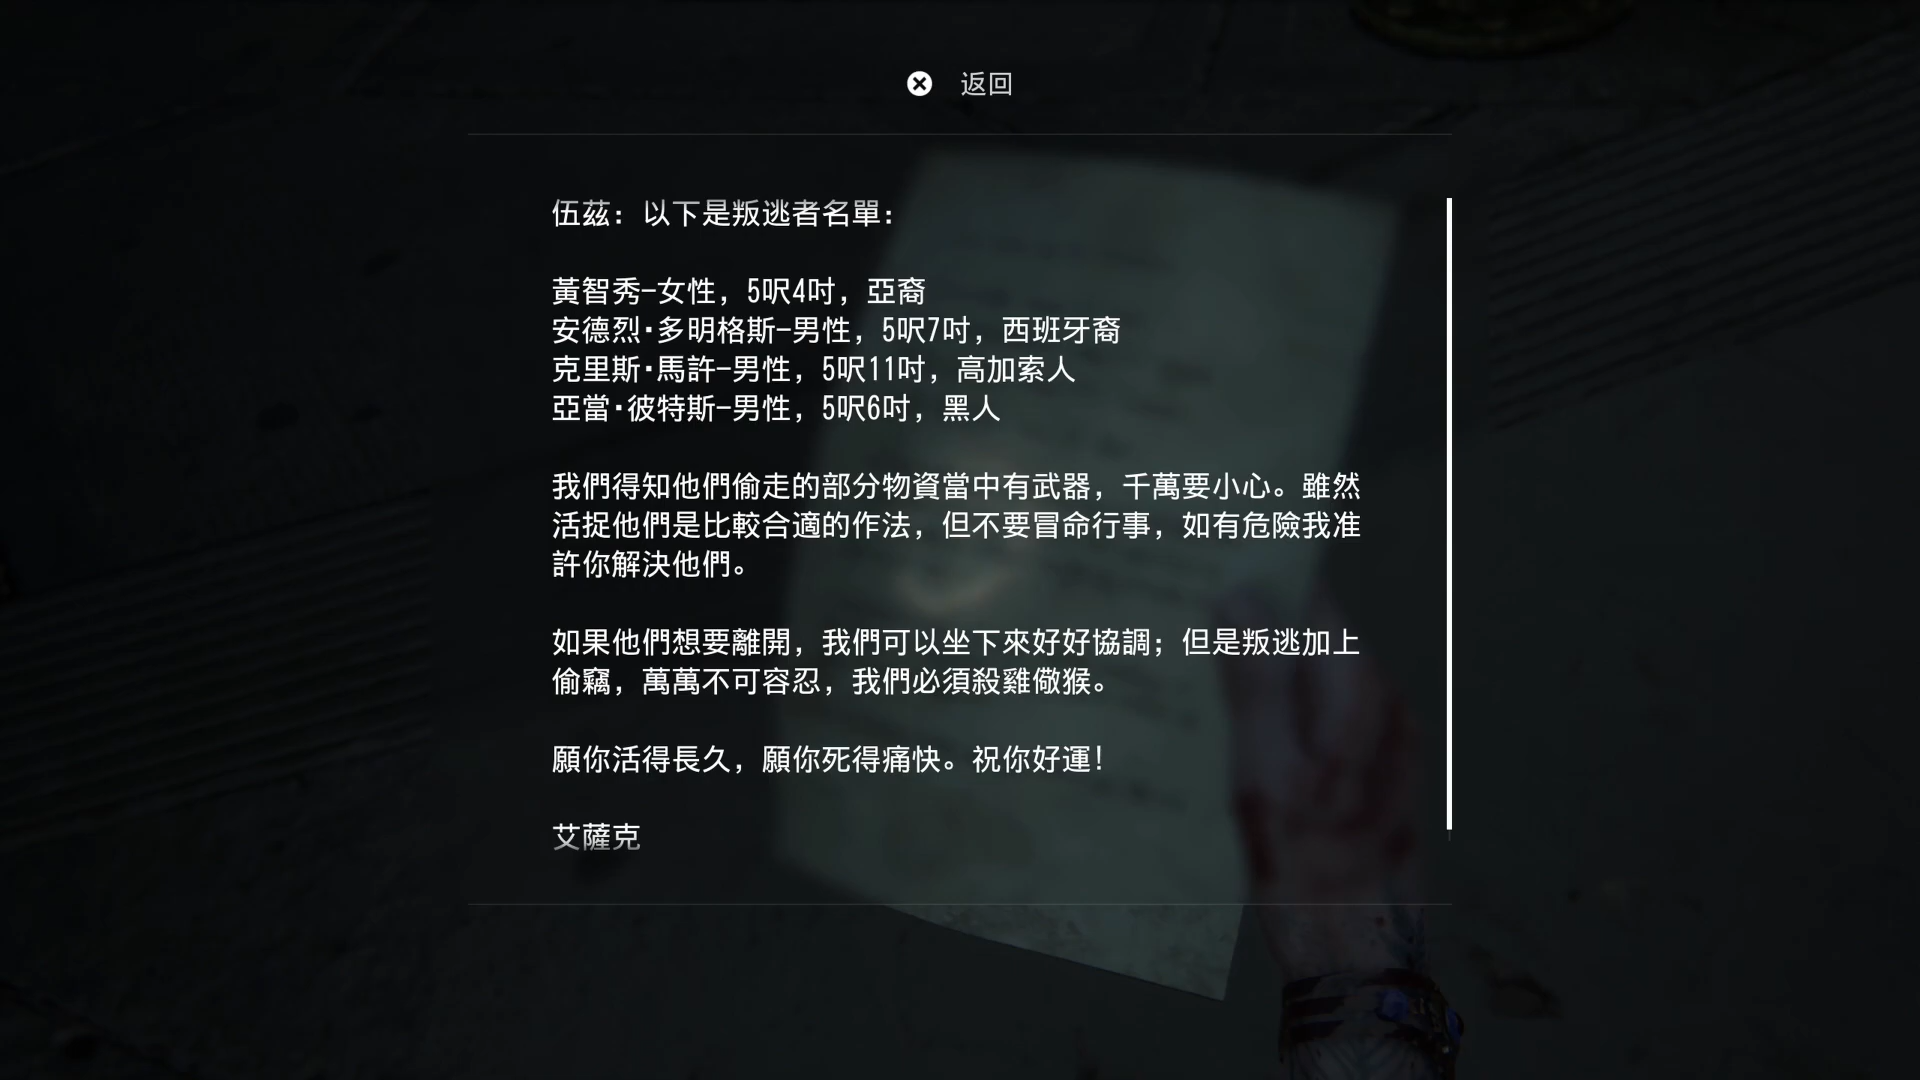 返回
伍茲：以下是叛逃者名單：
黃智秀—女性，5呎4吋，亞裔
安德烈·多明格斯—男性，5呎7吋，西班牙裔
克里斯·馬許—男性，5呎11吋，高加索人
亞當·彼特斯—男性，5呎6吋，黑人
我們得知他們偷走的部分物資當中有武器，千萬要小心。雖然
活捉他們是比較合適的作法，但不要冒命行事，如有危險我准
許你解決他們。
如果他們想要離開，我們可以坐下來好好協調；但是叛逃加上
偷竊，萬萬不可容忍，我們必須殺雞儆猴。
願你活得長久，願你死得痛快。祝你好運！
艾薩克